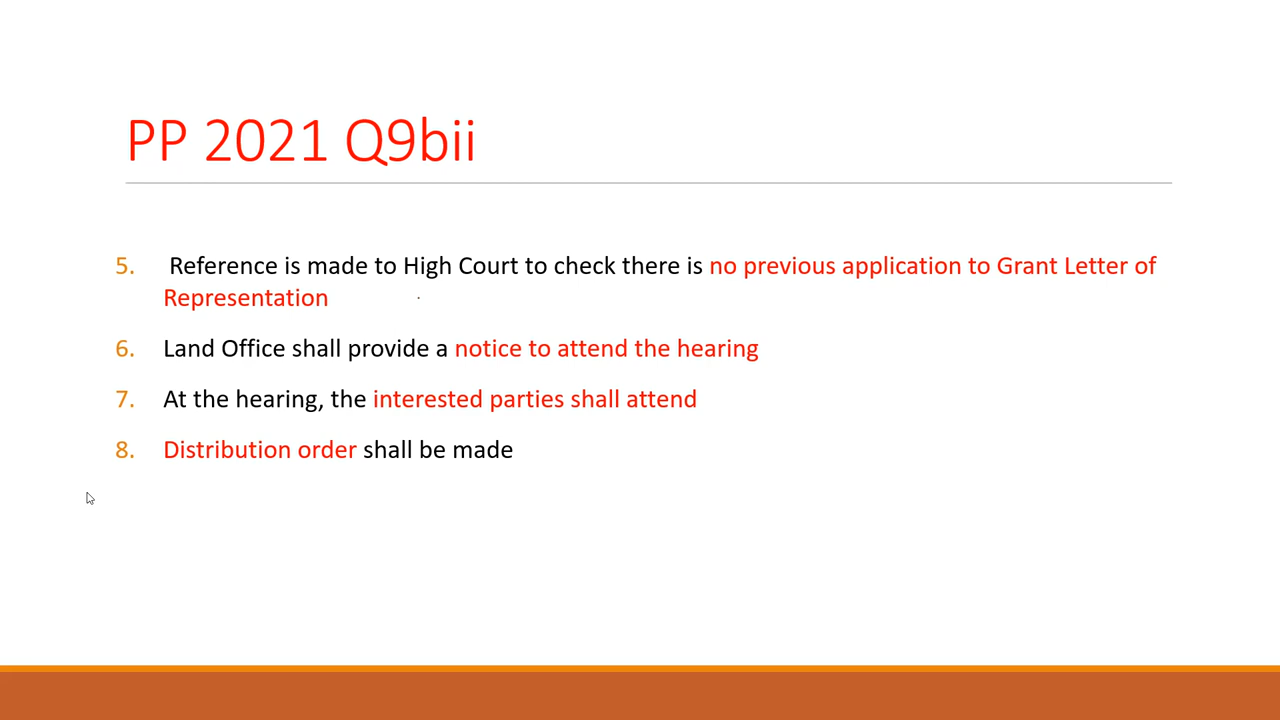 PP 2021 Q9bii
5. Reference is made to High Court to check there is no previous application to Grant Letter of
Representation
6. Land Office shall provide a notice to attend the hearing
7. At the hearing, the interested parties shall attend
8. Distribution order shall be made